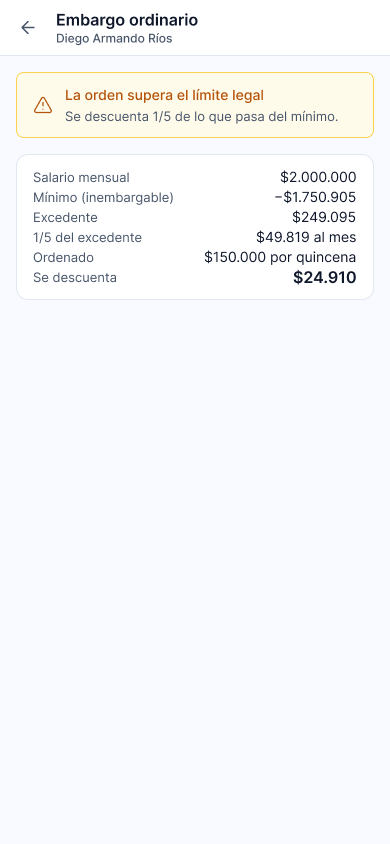 Embargo ordinario
Diego Armando Ríos
La orden supera el límite legal
Se descuenta 1/5 de lo que pasa del mínimo.
Salario mensual $2.000.000
Mínimo (inembargable) −$1.750.905
Excedente $249.095
1/5 del excedente $49.819 al mes
Ordenado $150.000 por quincena
Se descuenta $24.910